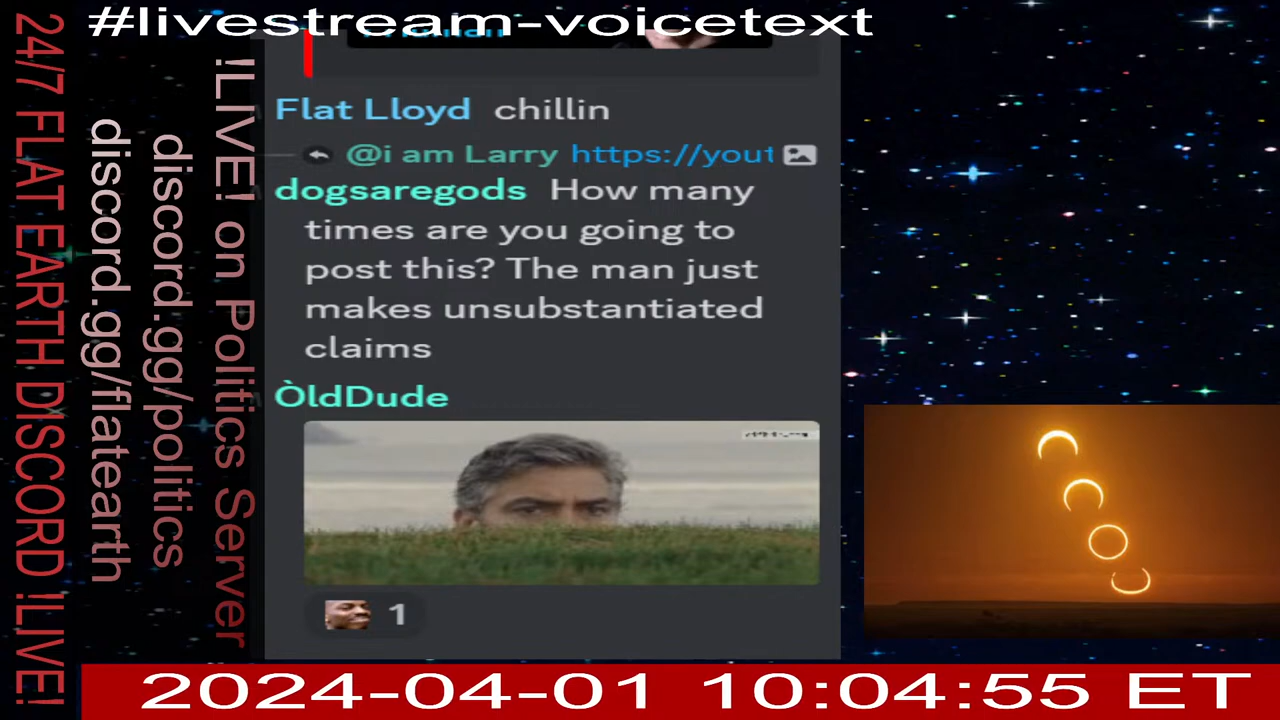 #livestream-voicetext
24/7 FLAT EARTH DISCORD !LIVE!
discord.gg/flatearth
discord.gg/politics
!LIVE! on Politics Server
Flat Lloyd chillin
@i am Larry https://yout
dogsaregods How many
times are you going to
post this? The man just
makes unsubstantiated
claims
ÒldDude
1
2024-04-01 10:04:55 ET